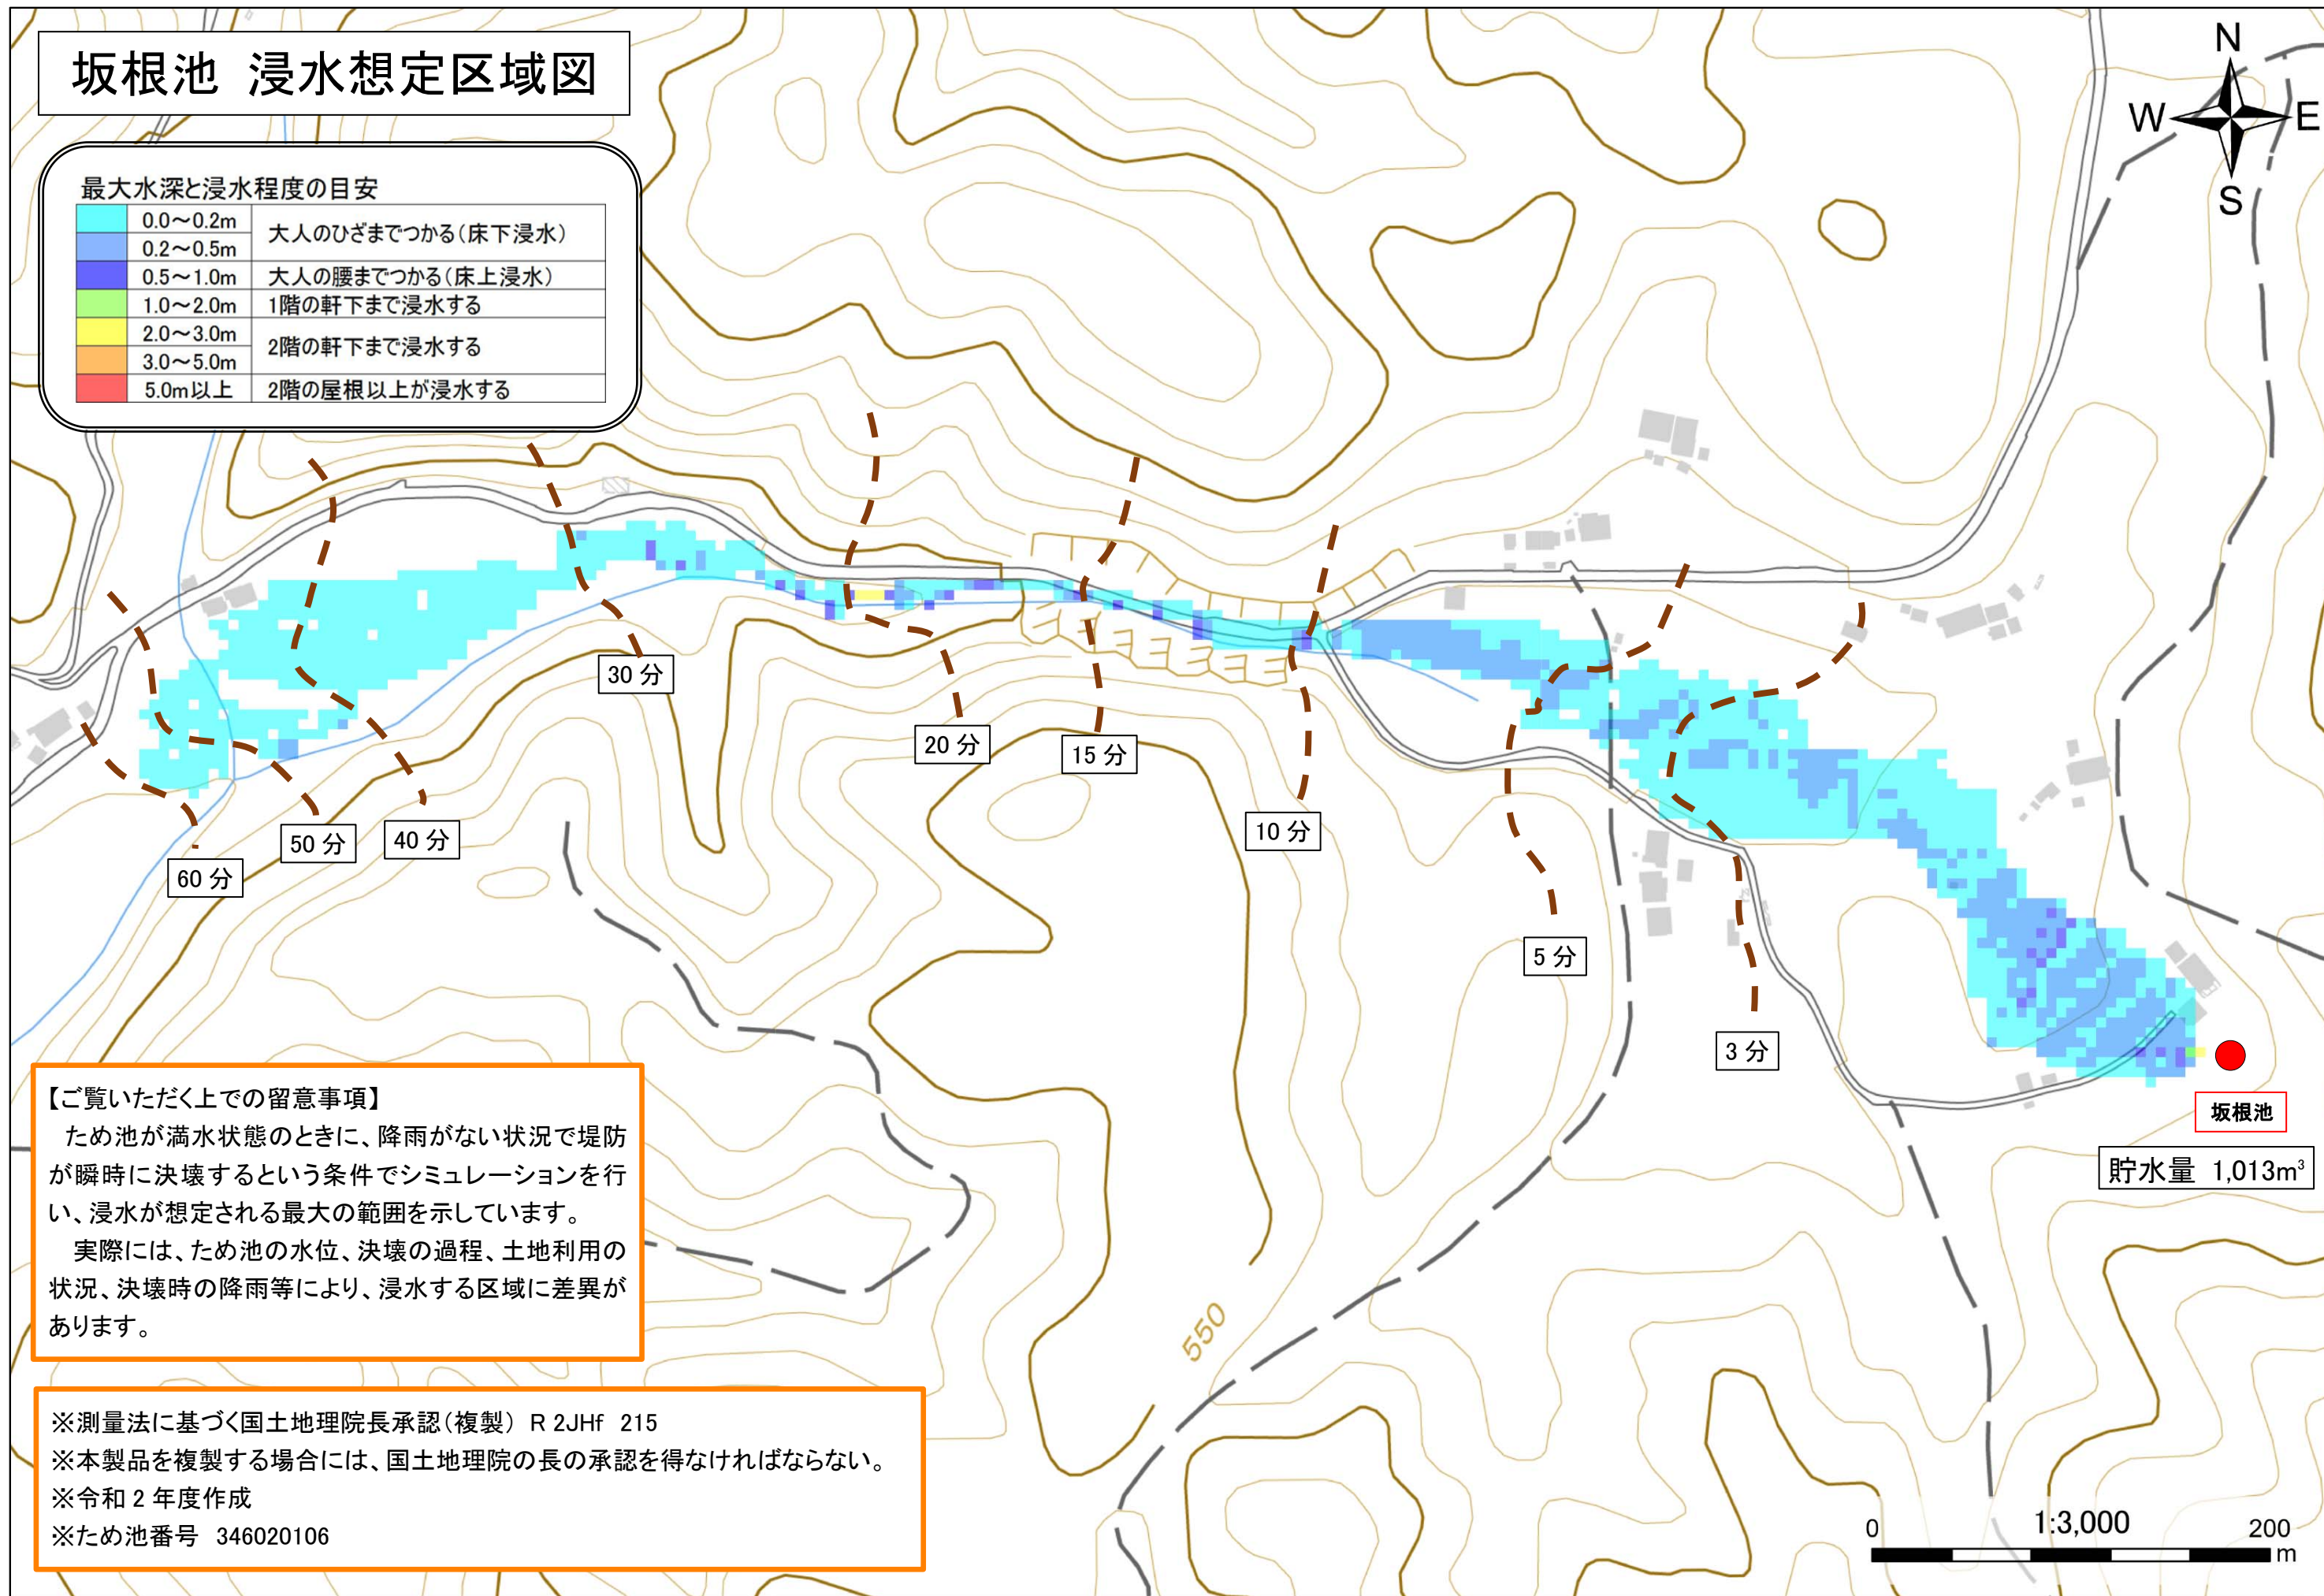 坂根池 浸水想定区域図
N
W
E
S
最大水深と浸水程度の目安
0.0～0.2m
大人のひざまでつかる(床下浸水)
0.2～0.5m
0.5～1.0m 大人の腰までつかる(床上浸水)
1.0～2.0m 1階の軒下まで浸水する
2.0～3.0m
2階の軒下まで浸水する
3.0～5.0m
5.0m以上 2階の屋根以上が浸水する
30 分
20 分
15 分
10 分
50 分
40 分
60 分
5 分
3 分
坂根池
貯水量 1,013m³
550
【ご覧いただく上での留意事項】
ため池が満水状態のときに、降雨がない状況で堤防
が瞬時に決壊するという条件でシミュレーションを行
い、浸水が想定される最大の範囲を示しています。
実際には、ため池の水位、決壊の過程、土地利用の
状況、決壊時の降雨等により、浸水する区域に差異が
あります。
※測量法に基づく国土地理院長承認(複製) R 2JHf 215
※本製品を複製する場合には、国土地理院の長の承認を得なければならない。
※令和 2 年度作成
※ため池番号 346020106
0 1:3,000 200
m